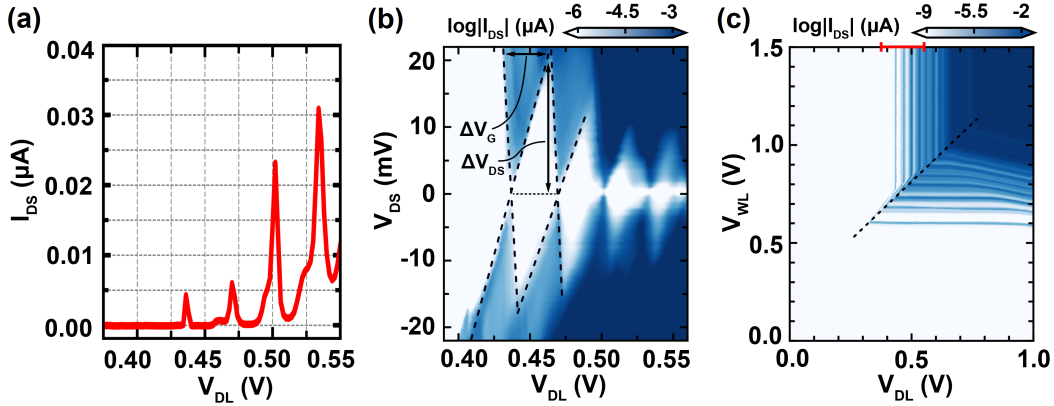 (a)
0.04
0.03
0.02
0.01
0.00
I_DS (µA)
0.40 0.45 0.50 0.55
V_DL (V)
(b)
log|I_DS| (µA)
-6 -4.5 -3
20
10
0
-10
-20
V_DS (mV)
ΔV_G
ΔV_DS
0.40 0.45 0.50 0.55
V_DL (V)
(c)
log|I_DS| (µA)
-9 -5.5 -2
1.5
1.0
0.5
0.0
V_WL (V)
0.0 0.5 1.0
V_DL (V)